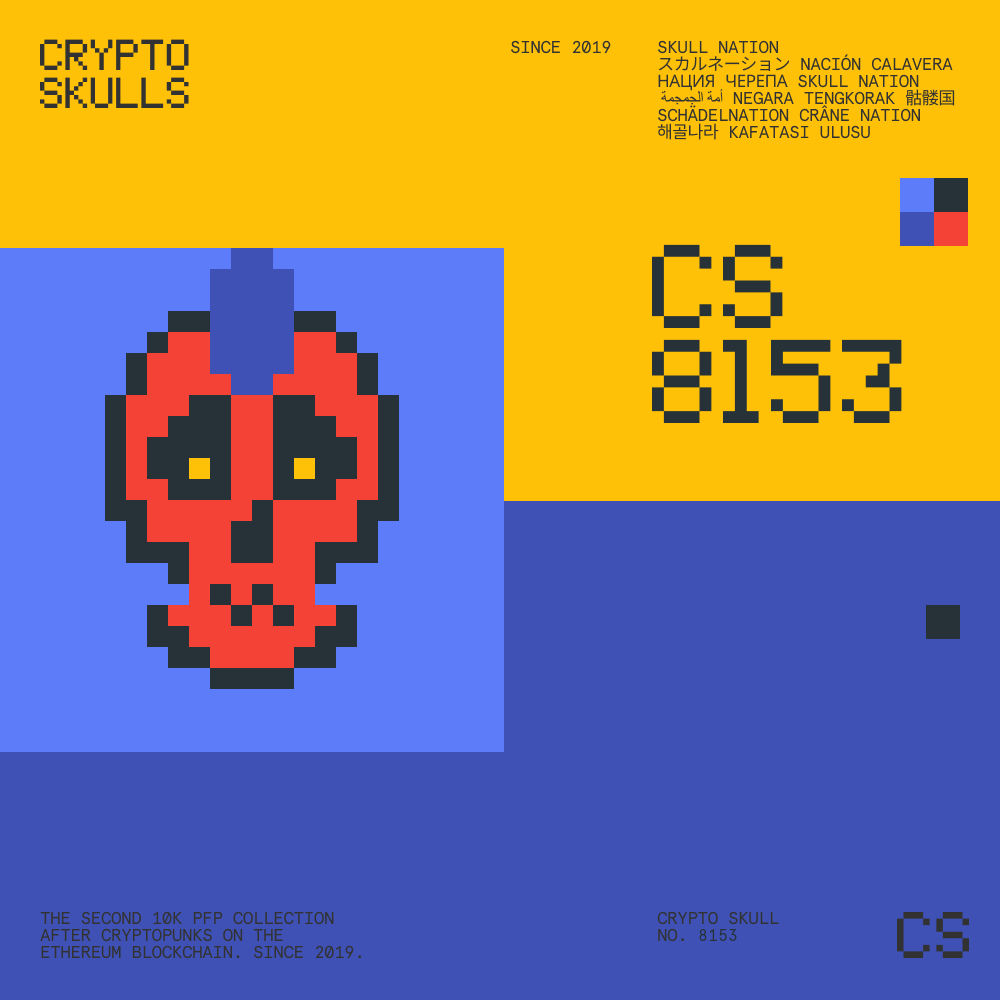 CRYPTO
SKULLS
SINCE 2019
SKULL NATION
スカルネーション NACIÓN CALAVERA
НАЦИЯ ЧЕРЕПА SKULL NATION
أمة الجمجمة NEGARA TENGKORAK 骷髅国
SCHÄDELNATION CRÂNE NATION
해골나라 KAFATASI ULUSU
CS
8153
THE SECOND 10K PFP COLLECTION
AFTER CRYPTOPUNKS ON THE
ETHEREUM BLOCKCHAIN. SINCE 2019.
CRYPTO SKULL
NO. 8153
CS